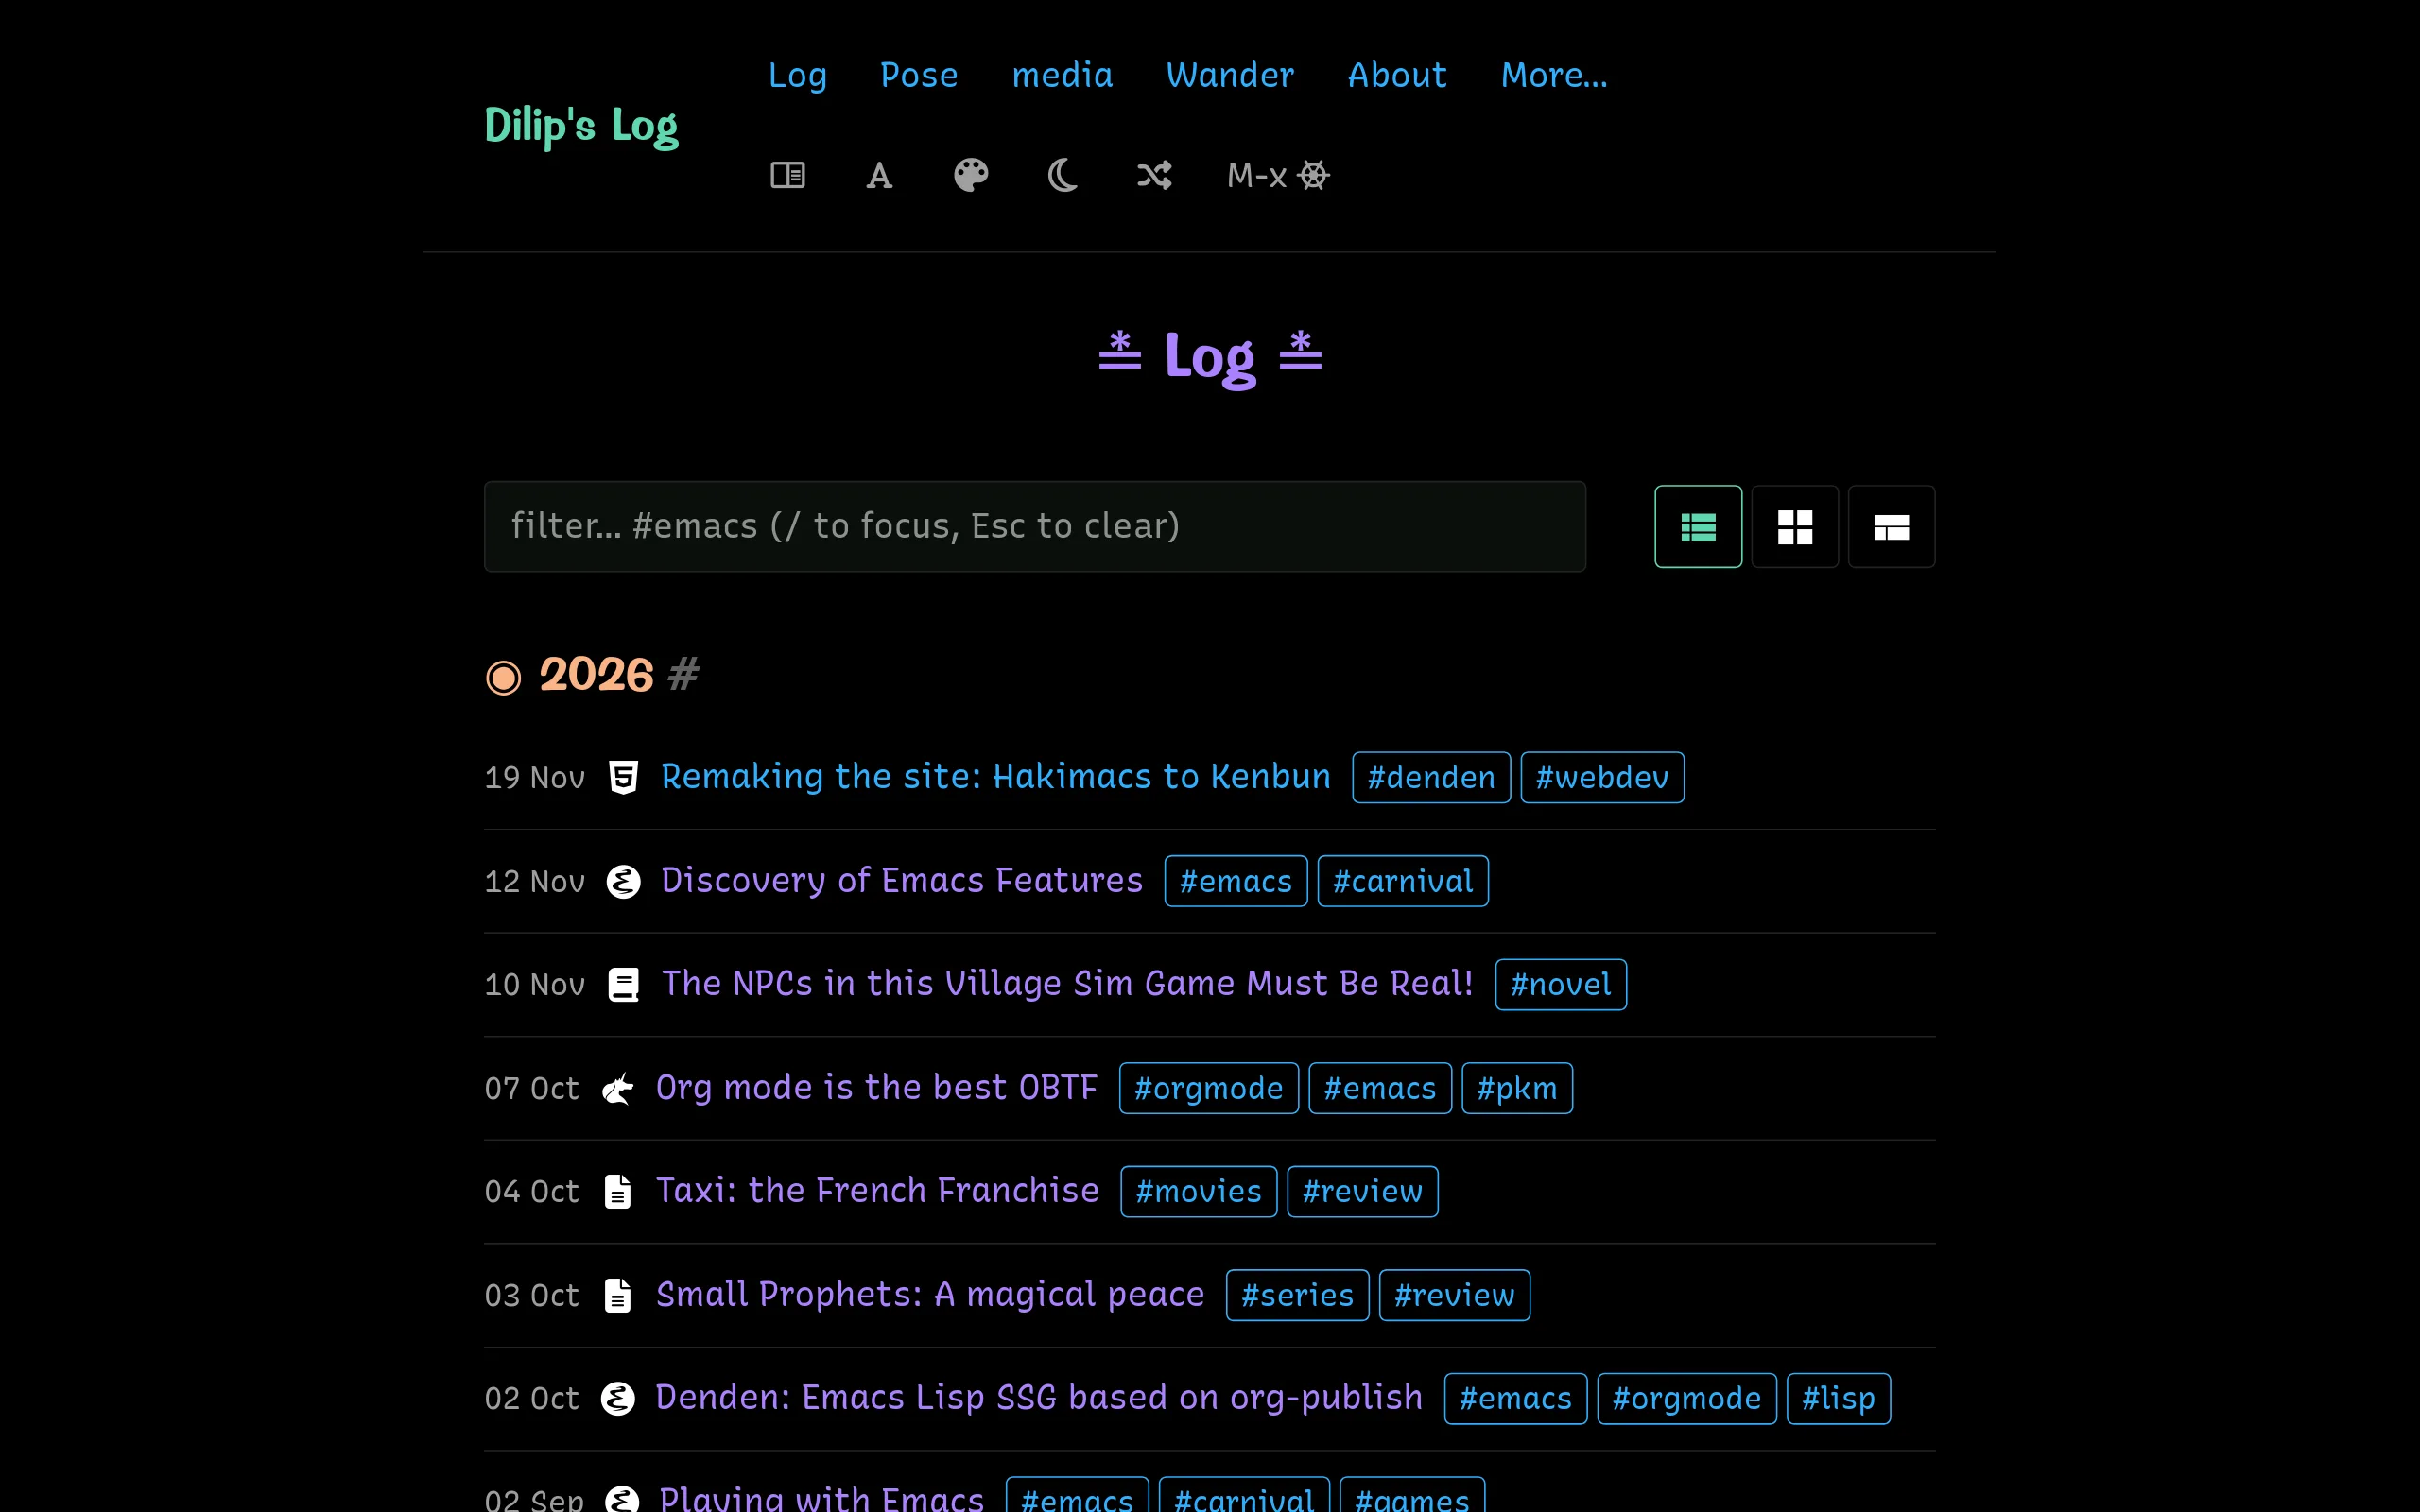 Log Pose media Wander About More...
Dilip's Log
A M-x
≛ Log ≛
filter... #emacs (/ to focus, Esc to clear)
◉ 2026 #
19 Nov Remaking the site: Hakimacs to Kenbun #denden #webdev
12 Nov Discovery of Emacs Features #emacs #carnival
10 Nov The NPCs in this Village Sim Game Must Be Real! #novel
07 Oct Org mode is the best OBTF #orgmode #emacs #pkm
04 Oct Taxi: the French Franchise #movies #review
03 Oct Small Prophets: A magical peace #series #review
02 Oct Denden: Emacs Lisp SSG based on org-publish #emacs #orgmode #lisp
02 Sep Playing with Emacs #emacs #carnival #games